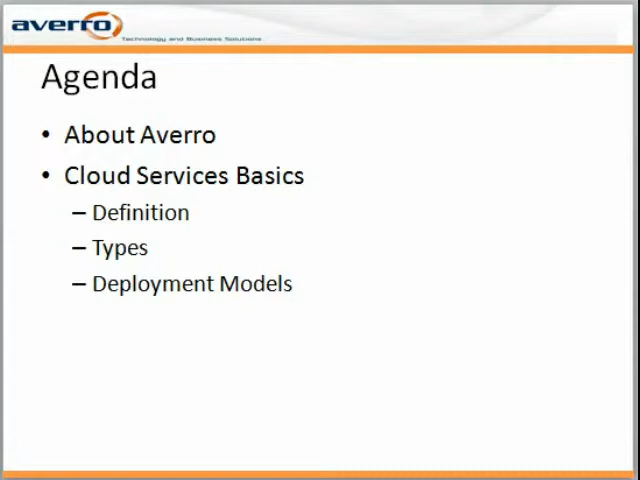 averro
Technology and Business Solutions
Agenda
• About Averro
• Cloud Services Basics
– Definition
– Types
– Deployment Models